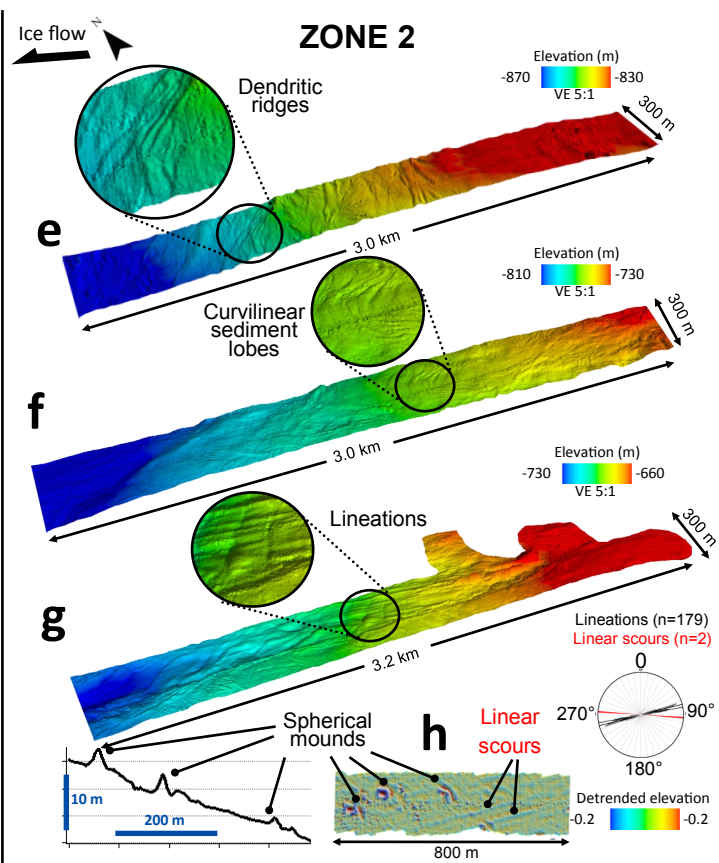 ZONE 2
Ice flow
N
Dendritic
ridges
Elevation (m)
-870
-830
VE 5:1
300 m
e
3.0 km
Elevation (m)
-810
-730
VE 5:1
300 m
Curvilinear
sediment
lobes
f
3.0 km
Elevation (m)
-730
-660
VE 5:1
300 m
Lineations
g
3.2 km
Lineations (n=179)
Linear scours (n=2)
0
270°
90°
180°
Spherical
mounds
h
Linear
scours
10 m
200 m
800 m
Detrended elevation
-0.2
-0.2